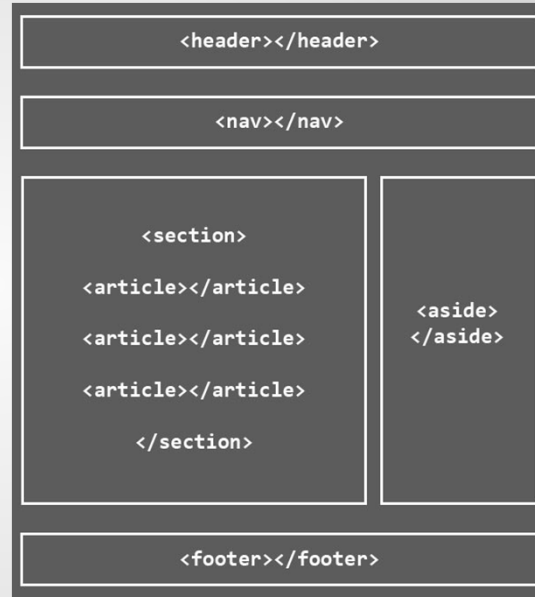 <header></header>
<nav></nav>
<section>
<article></article>
<article></article>
<article></article>
</section>
<aside>
</aside>
<footer></footer>